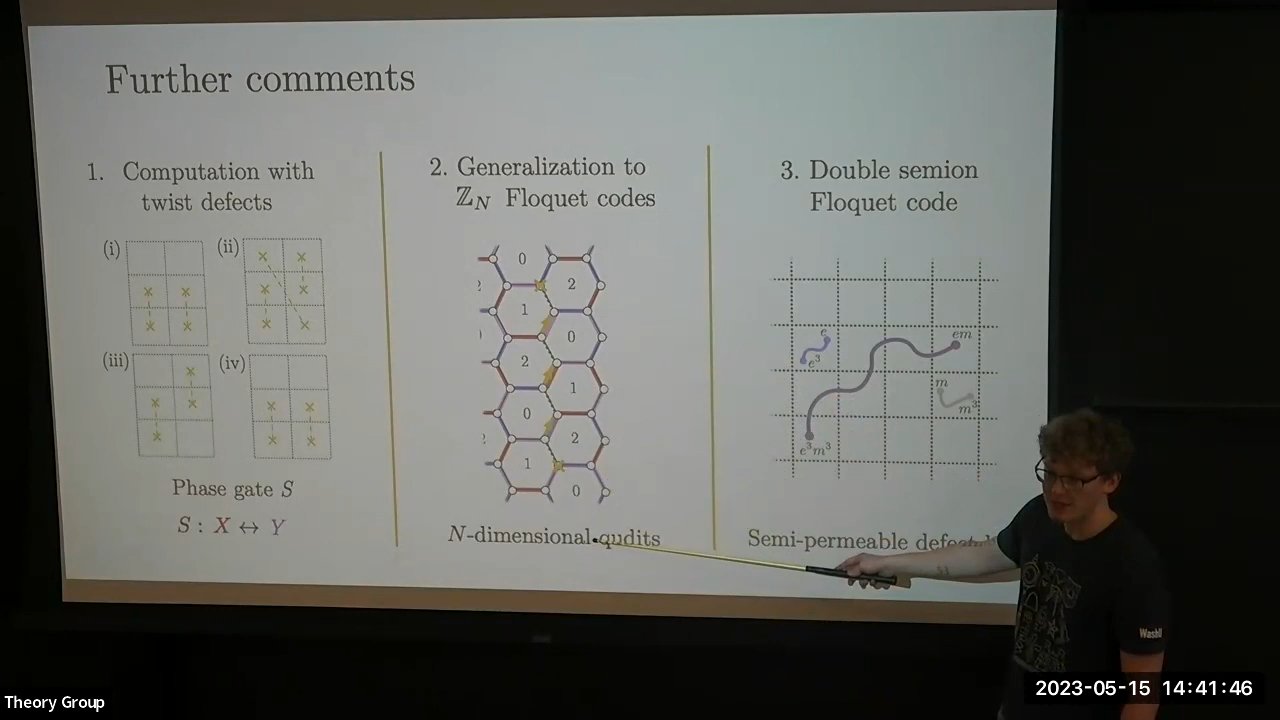 Further comments
1. Computation with
twist defects
(i)
(ii)
(iii)
(iv)
Phase gate S
S : X ↔ Y
2. Generalization to
ℤ_N Floquet codes
0
2
1
0
2
1
0
2
1
0
N-dimensional qudits
3. Double semion
Floquet code
e
e³
em
m
e³m³
Semi-permeable
Theory Group
2023-05-15 14:41:46